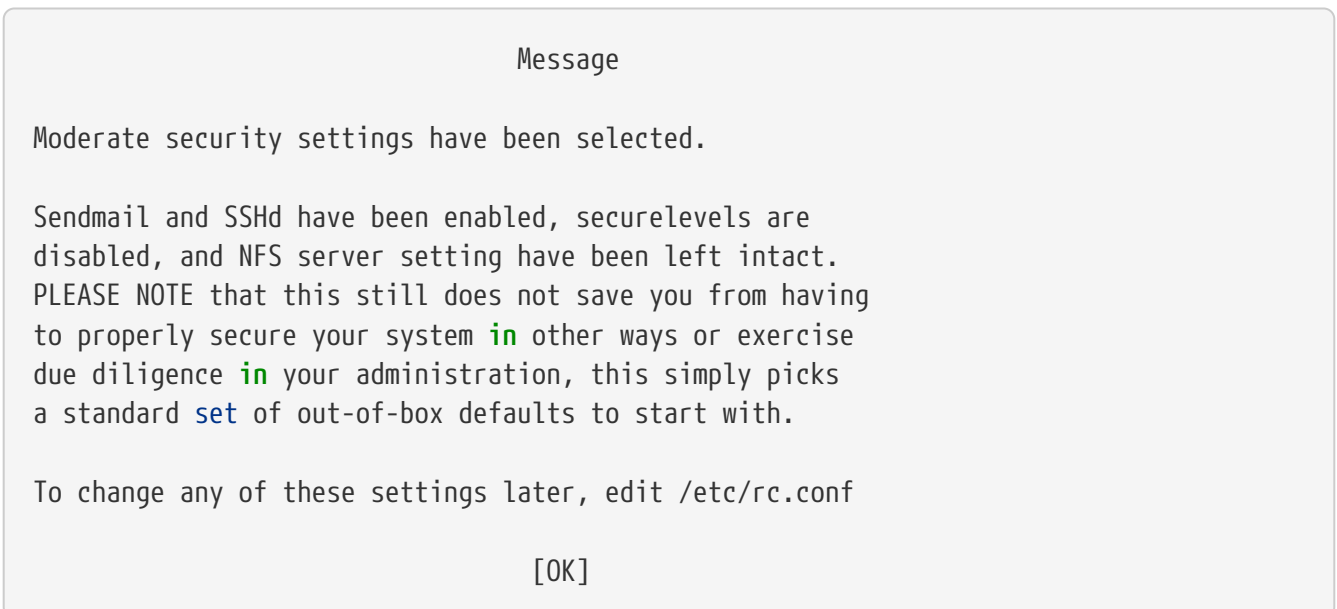 Message
Moderate security settings have been selected.
Sendmail and SSHd have been enabled, securelevels are
disabled, and NFS server setting have been left intact.
PLEASE NOTE that this still does not save you from having
to properly secure your system in other ways or exercise
due diligence in your administration, this simply picks
a standard set of out-of-box defaults to start with.
To change any of these settings later, edit /etc/rc.conf
[OK]